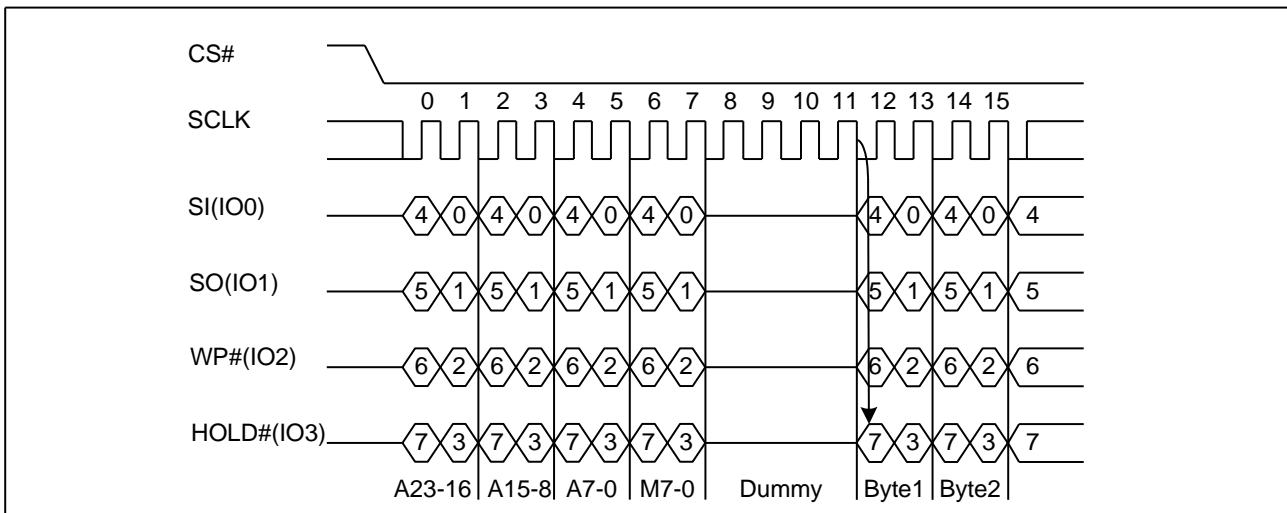 CS#
0 1 2 3 4 5 6 7 8 9 10 11 12 13 14 15
SCLK
SI(IO0) 4 0 4 0 4 0 4 0 4 0 4 0 4
SO(IO1) 5 1 5 1 5 1 5 1 5 1 5 1 5
WP#(IO2) 6 2 6 2 6 2 6 2 6 2 6 2 6
HOLD#(IO3) 7 3 7 3 7 3 7 3 7 3 7 3 7
A23-16 A15-8 A7-0 M7-0 Dummy Byte1 Byte2